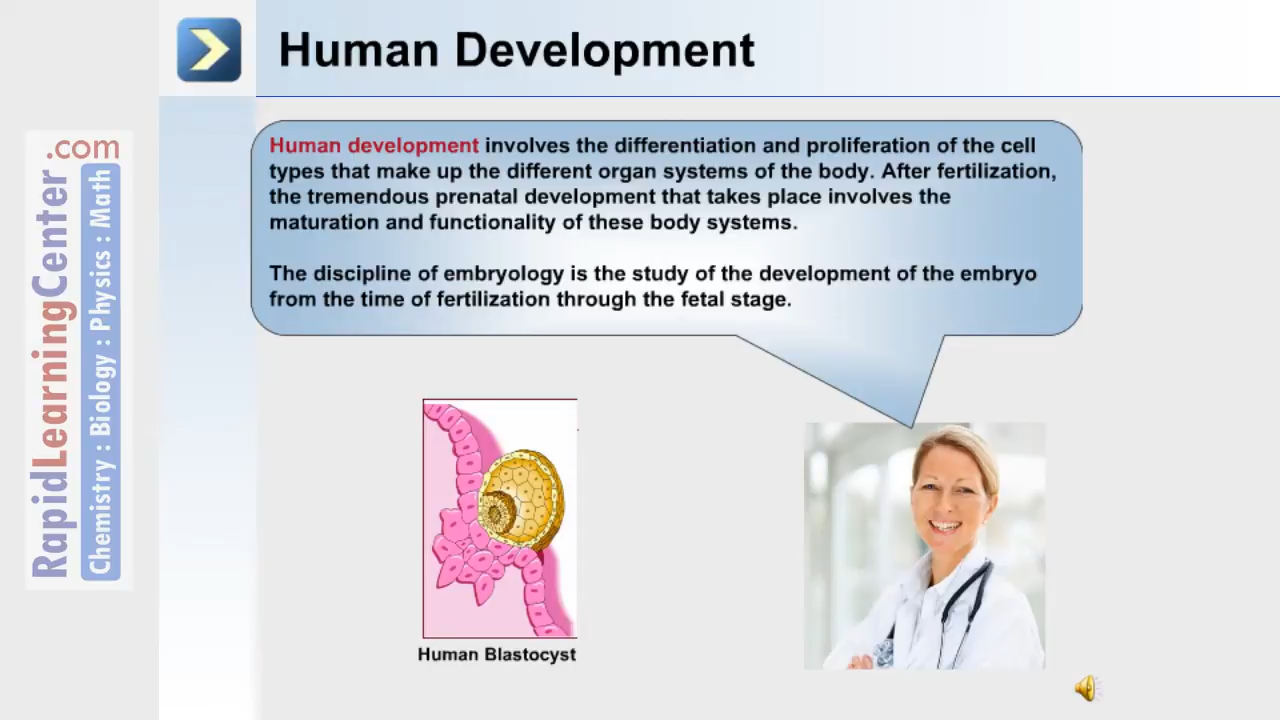 Human Development
Human development involves the differentiation and proliferation of the cell
types that make up the different organ systems of the body. After fertilization,
the tremendous prenatal development that takes place involves the
maturation and functionality of these body systems.
The discipline of embryology is the study of the development of the embryo
from the time of fertilization through the fetal stage.
Human Blastocyst
RapidLearningCenter.com
Chemistry : Biology : Physics : Math